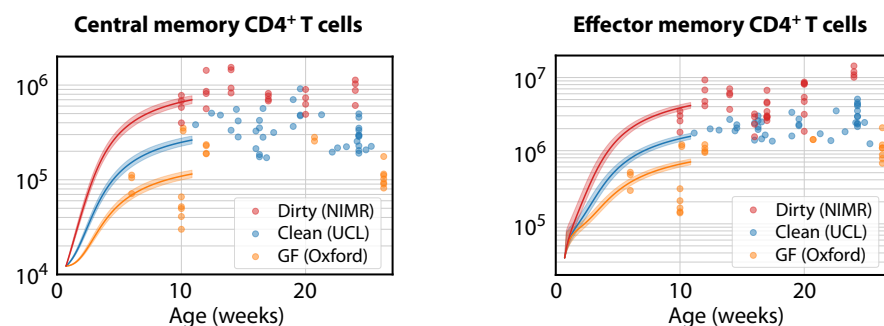 Central memory CD4⁺ T cells
10⁶
10⁵
10⁴
0
10
20
Age (weeks)
Dirty (NIMR)
Clean (UCL)
GF (Oxford)
Effector memory CD4⁺ T cells
10⁷
10⁶
10⁵
0
10
20
Age (weeks)
Dirty (NIMR)
Clean (UCL)
GF (Oxford)